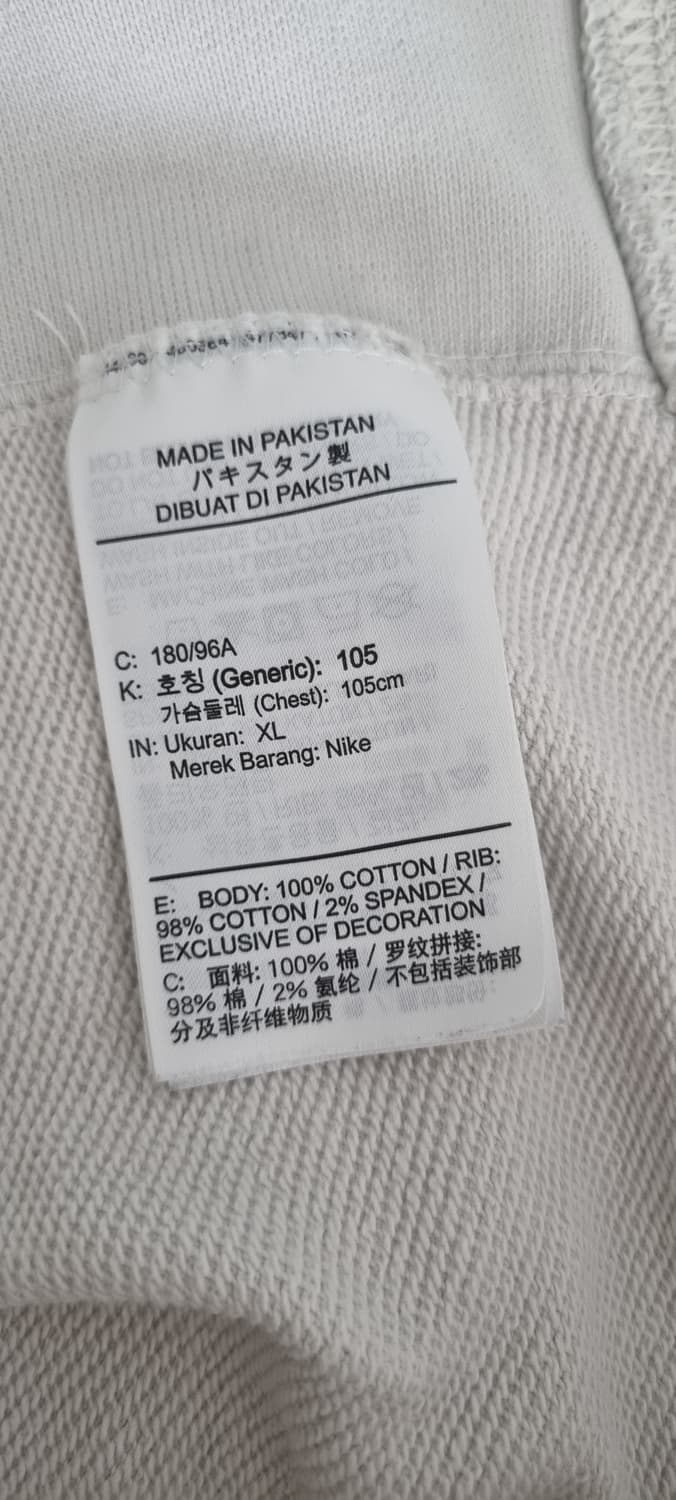 MADE IN PAKISTAN
パキスタン製
DIBUAT DI PAKISTAN
C: 180/96A
K: 호칭 (Generic): 105
가슴둘레 (Chest): 105cm
IN: Ukuran: XL
Merek Barang: Nike
E: BODY: 100% COTTON / RIB:
98% COTTON / 2% SPANDEX /
EXCLUSIVE OF DECORATION
C: 面料: 100% 棉 / 罗纹拼接:
98% 棉 / 2% 氨纶 / 不包括装饰部
分及非纤维物质